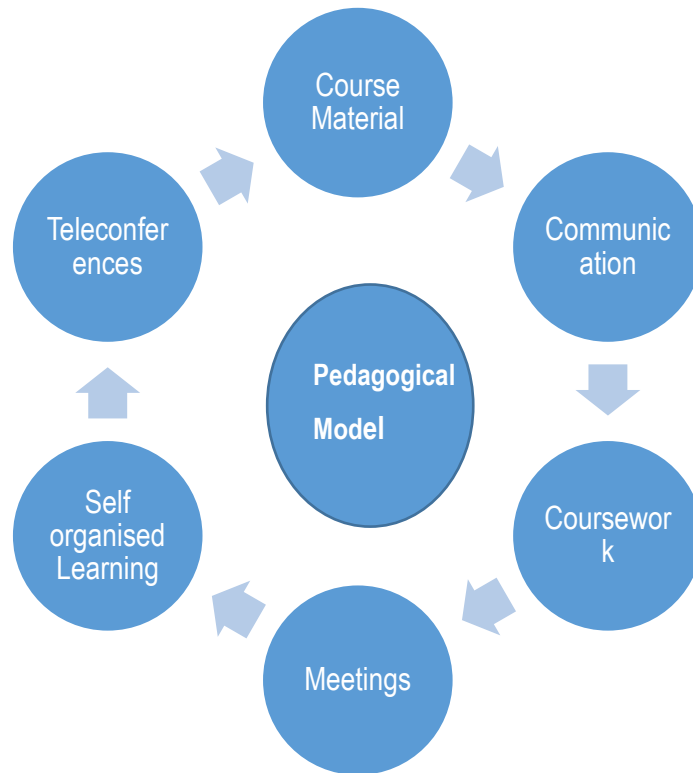 Course
Material
Communic
ation
Coursewor
k
Meetings
Self
organised
Learning
Teleconfer
ences
Pedagogical
Model